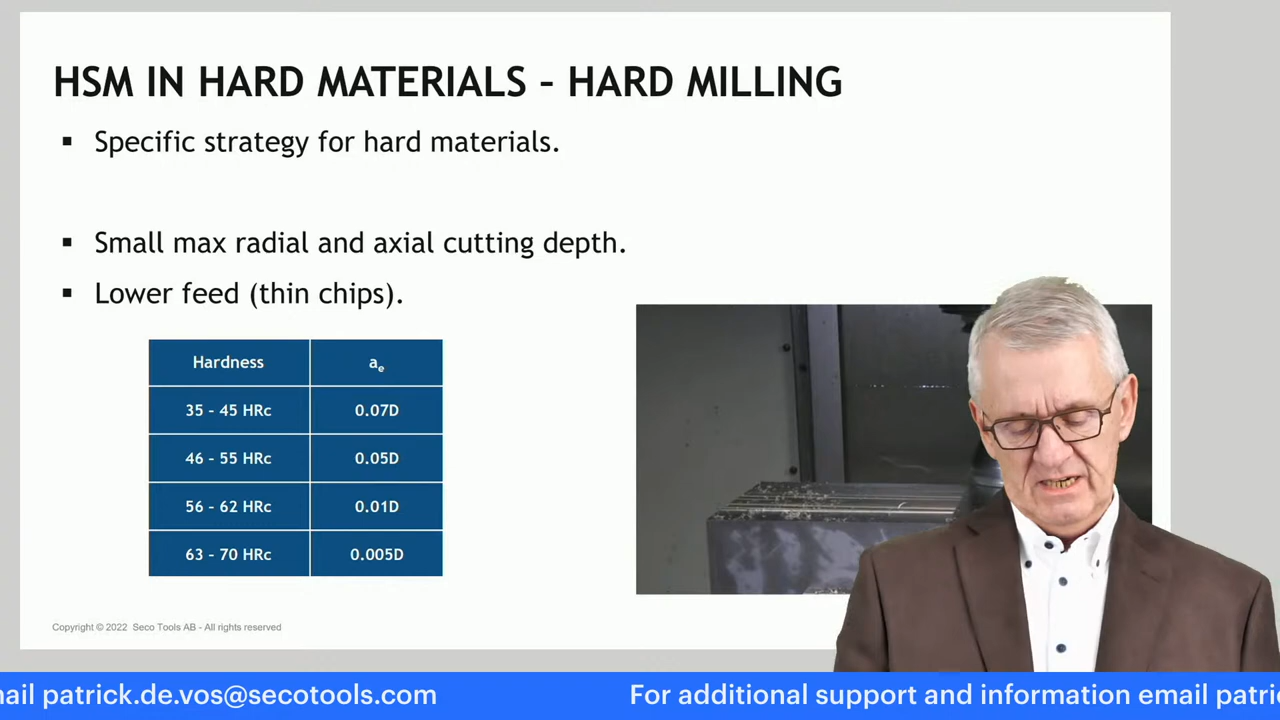 HSM IN HARD MATERIALS – HARD MILLING
▪ Specific strategy for hard materials.
▪ Small max radial and axial cutting depth.
▪ Lower feed (thin chips).
Hardness ae
35 – 45 HRc 0.07D
46 – 55 HRc 0.05D
56 – 62 HRc 0.01D
63 – 70 HRc 0.005D
Copyright © 2022 Seco Tools AB - All rights reserved
patrick.de.vos@secotools.com For additional support and information email